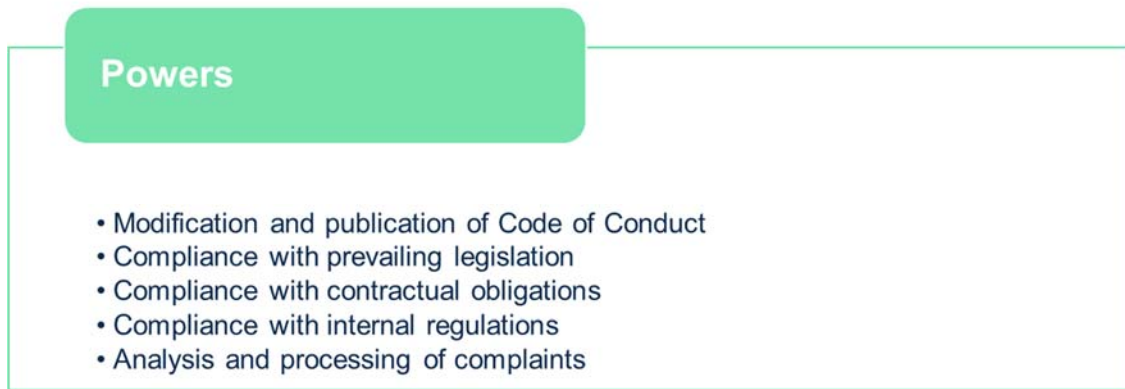 Powers
• Modification and publication of Code of Conduct
• Compliance with prevailing legislation
• Compliance with contractual obligations
• Compliance with internal regulations
• Analysis and processing of complaints